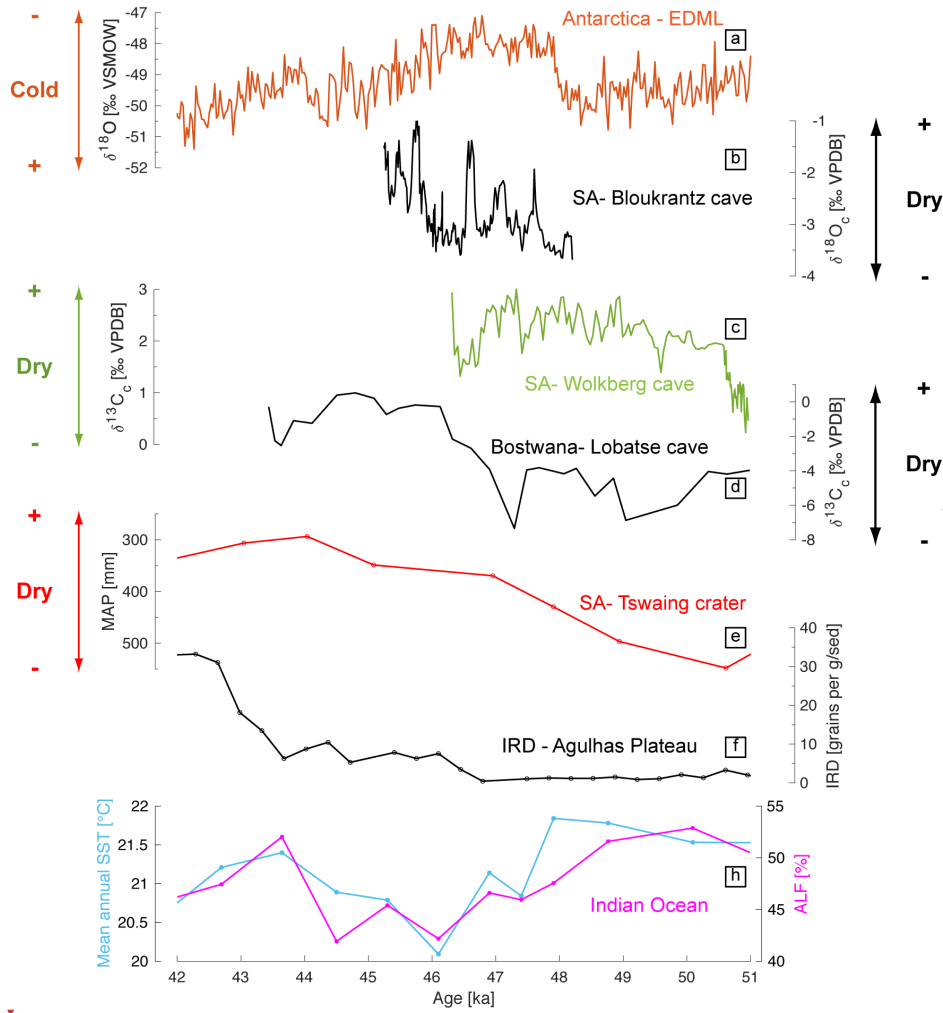 Antarctica - EDML
a
-
Cold
+
-47
-48
-49
-50
-51
-52
δ18O [‰ VSMOW]
b
SA- Bloukrantz cave
-1
-2
-3
-4
δ18Oc [‰ VPDB]
+
Dry
-
+
Dry
-
3
2
1
0
δ13Cc [‰ VPDB]
c
SA- Wolkberg cave
Bostwana- Lobatse cave
d
0
-2
-4
-6
-8
δ13Cc [‰ VPDB]
+
Dry
-
+
Dry
-
300
400
500
MAP [mm]
SA- Tswaing crater
e
40
30
20
10
0
IRD [grains per g/sed]
IRD - Agulhas Plateau
f
22
21.5
21
20.5
20
Mean annual SST [°C]
h
Indian Ocean
55
50
45
40
ALF [%]
42 43 44 45 46 47 48 49 50 51
Age [ka]